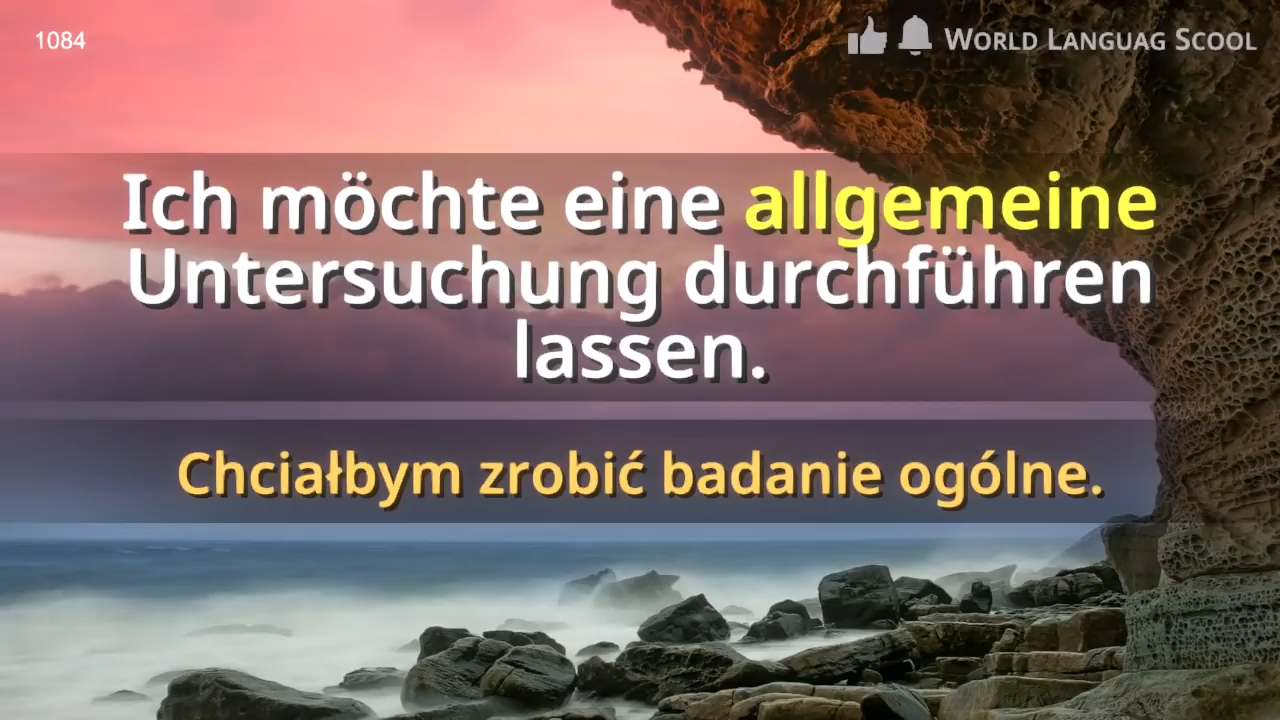 1084
WORLD LANGUAG SCOOL
Ich möchte eine allgemeine
Untersuchung durchführen
lassen.
Chciałbym zrobić badanie ogólne.